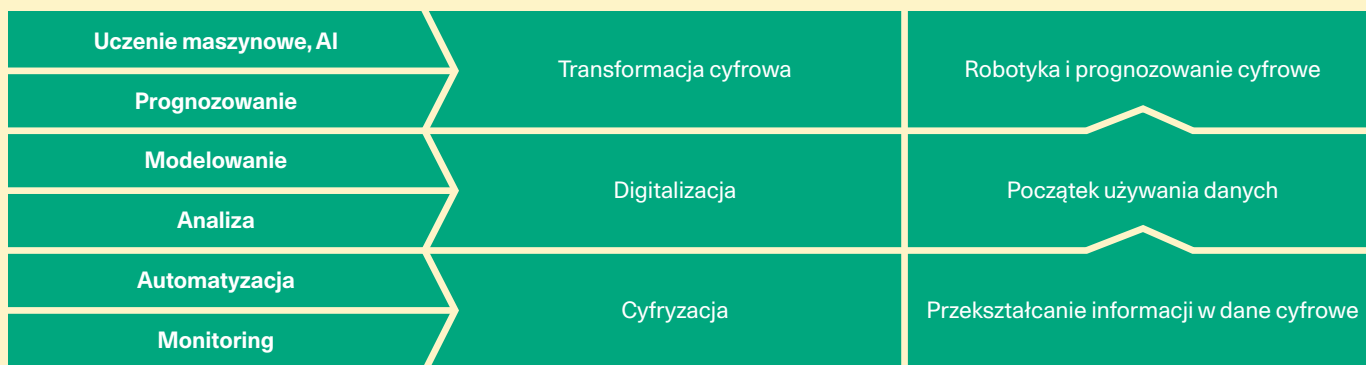 Uczenie maszynowe, AI
Prognozowanie
Transformacja cyfrowa
Robotyka i prognozowanie cyfrowe
Modelowanie
Analiza
Digitalizacja
Początek używania danych
Automatyzacja
Monitoring
Cyfryzacja
Przekształcanie informacji w dane cyfrowe